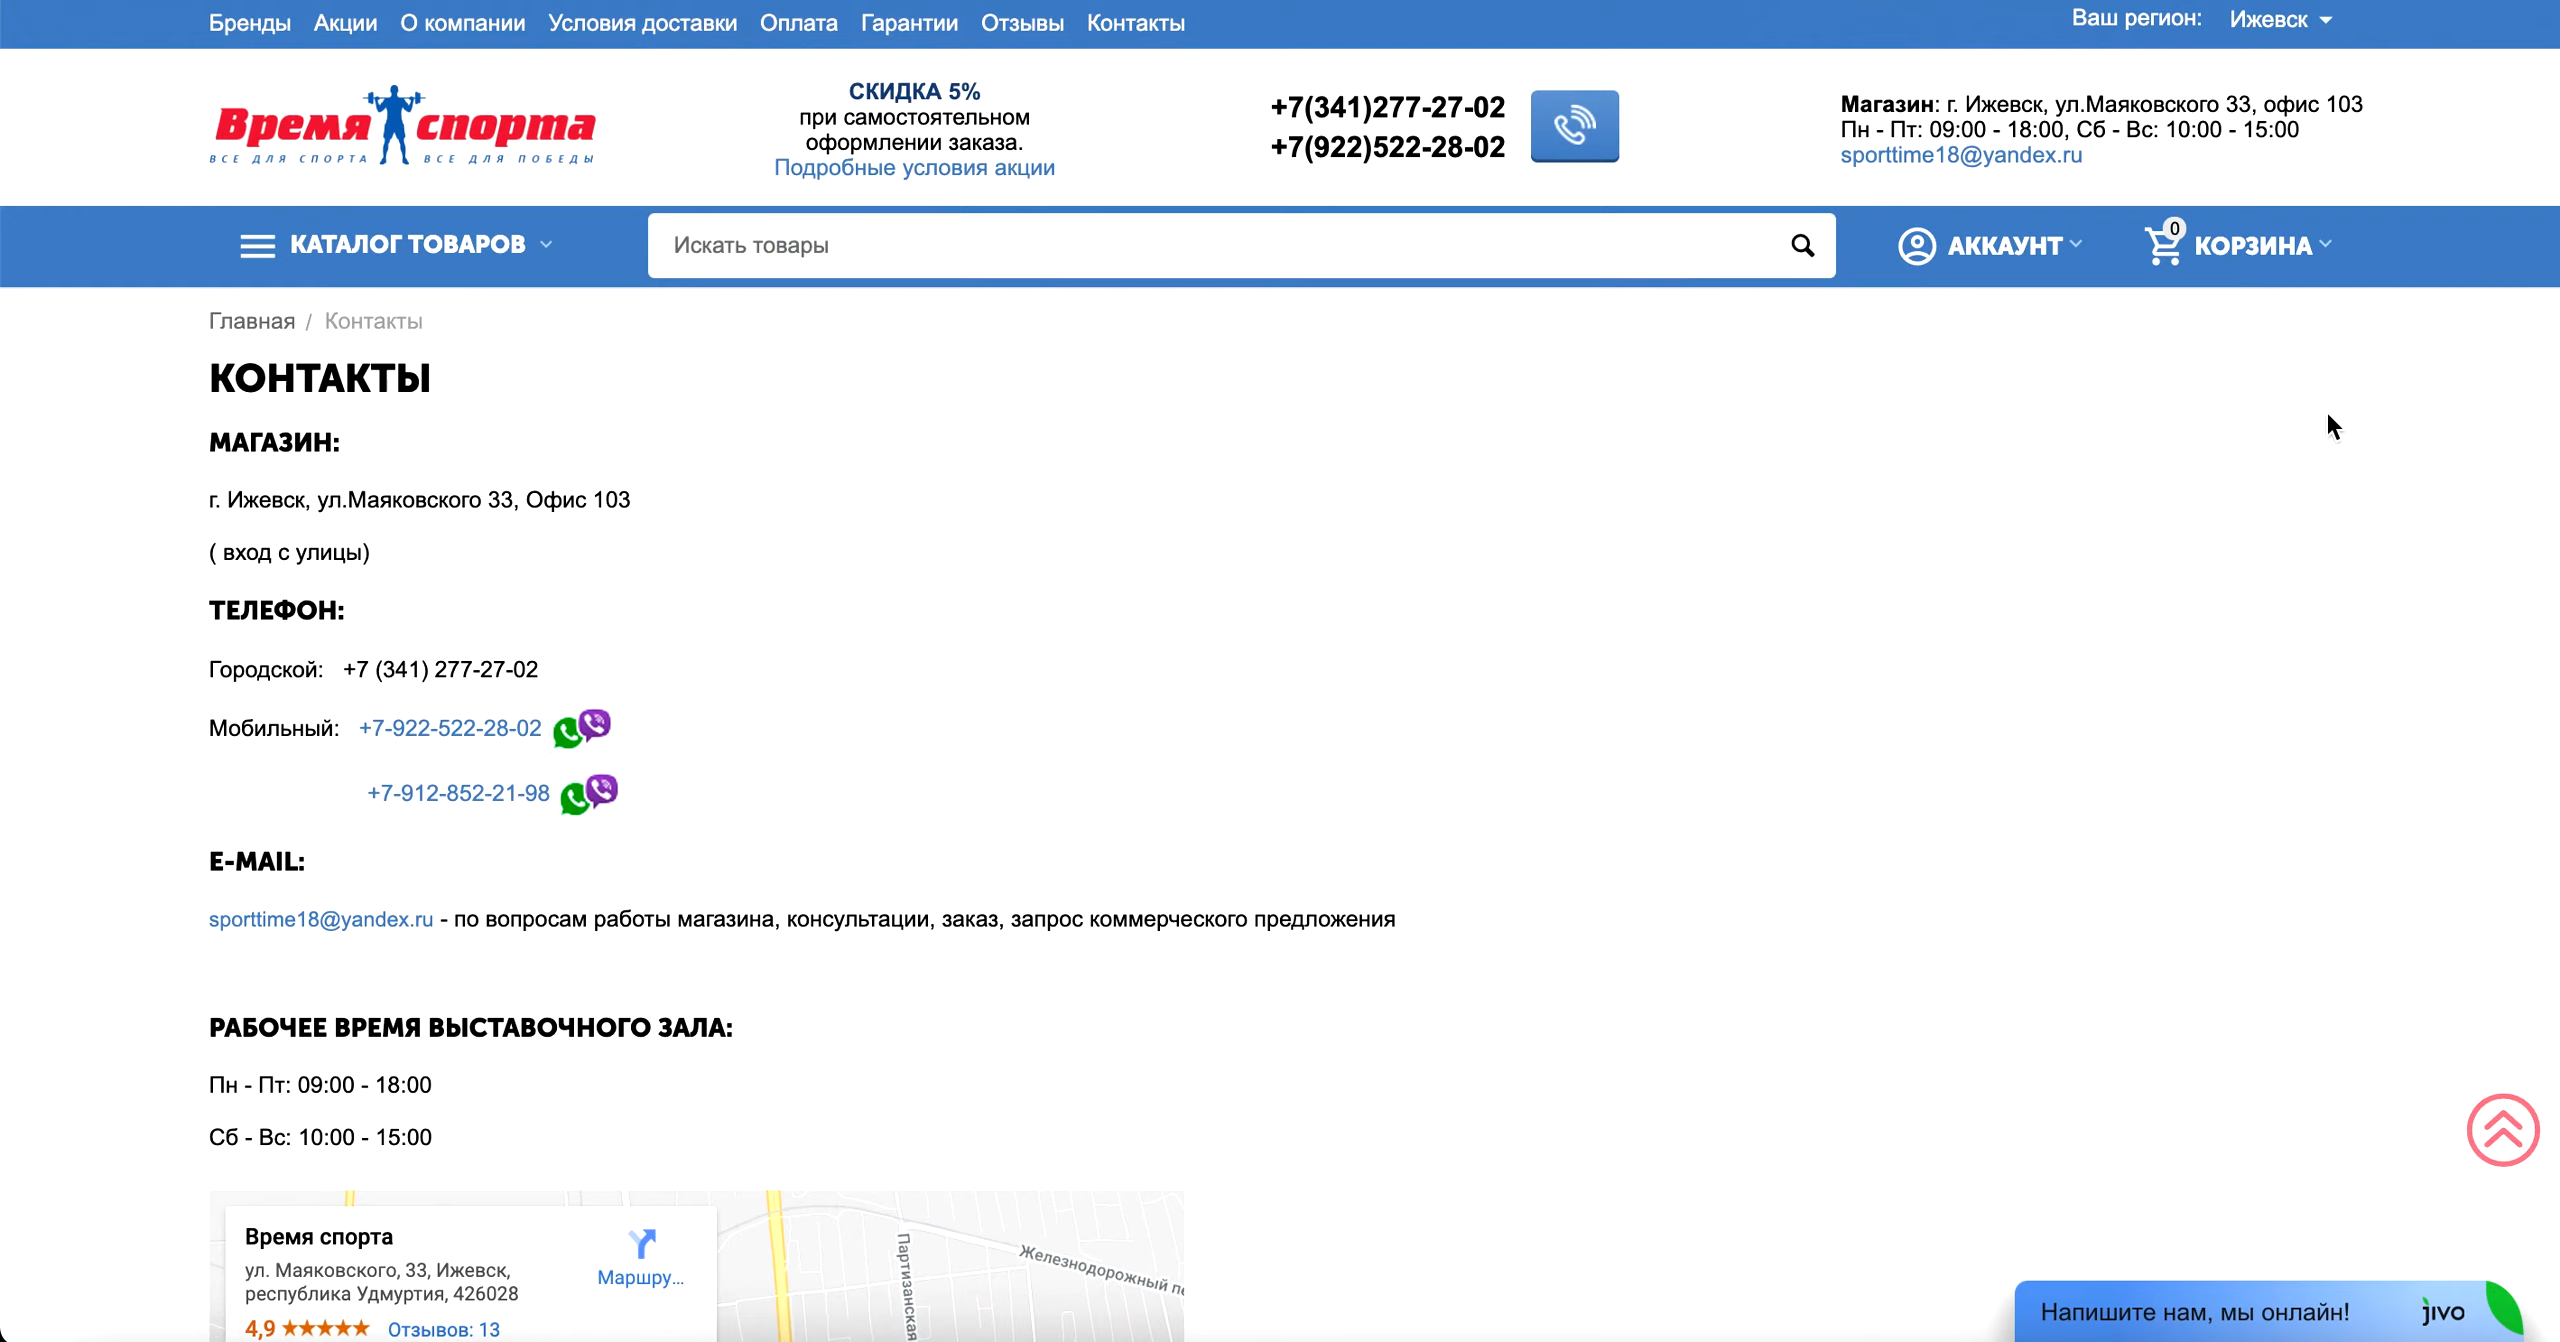 Бренды Акции О компании Условия доставки Оплата Гарантии Отзывы Контакты
Ваш регион: Ижевск
Время спорта
ВСЕ ДЛЯ СПОРТА ВСЕ ДЛЯ ПОБЕДЫ
СКИДКА 5%
при самостоятельном
оформлении заказа.
Подробные условия акции
+7(341)277-27-02
+7(922)522-28-02
Магазин: г. Ижевск, ул.Маяковского 33, офис 103
Пн - Пт: 09:00 - 18:00, Сб - Вс: 10:00 - 15:00
sporttime18@yandex.ru
КАТАЛОГ ТОВАРОВ
Искать товары
АККАУНТ
0
КОРЗИНА
Главная / Контакты
КОНТАКТЫ
МАГАЗИН:
г. Ижевск, ул.Маяковского 33, Офис 103
( вход с улицы)
ТЕЛЕФОН:
Городской: +7 (341) 277-27-02
Мобильный: +7-922-522-28-02
+7-912-852-21-98
E-MAIL:
sporttime18@yandex.ru - по вопросам работы магазина, консультации, заказ, запрос коммерческого предложения
РАБОЧЕЕ ВРЕМЯ ВЫСТАВОЧНОГО ЗАЛА:
Пн - Пт: 09:00 - 18:00
Сб - Вс: 10:00 - 15:00
Время спорта
ул. Маяковского, 33, Ижевск,
республика Удмуртия, 426028
4,9 Отзывов: 13
Маршру...
Партизанская
Железнодорожный пе
Напишите нам, мы онлайн!
jivo